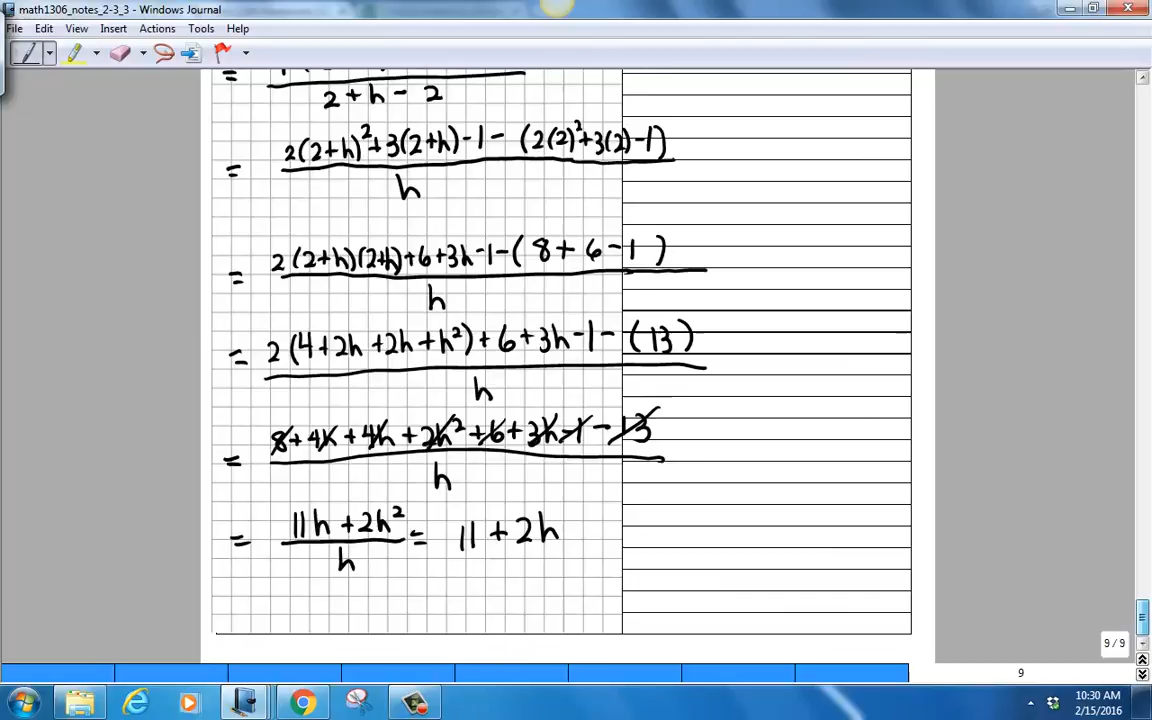 math1306_notes_2-3_3 - Windows Journal
File Edit View Insert Actions Tools Help
=
2 + h - 2
= 2(2+h)²+3(2+h)-1-(2(2)²+3(2)-1)
h
= 2(2+h)(2+h)+6+3h-1-(8+6-1)
h
= 2(4+2h+2h+h²)+6+3h-1-(13)
h
= 8+4h+4h+2h²+6+3h-1-13
h
= 11h+2h² = 11+2h
h
9/9
9
10:30 AM
2/15/2016